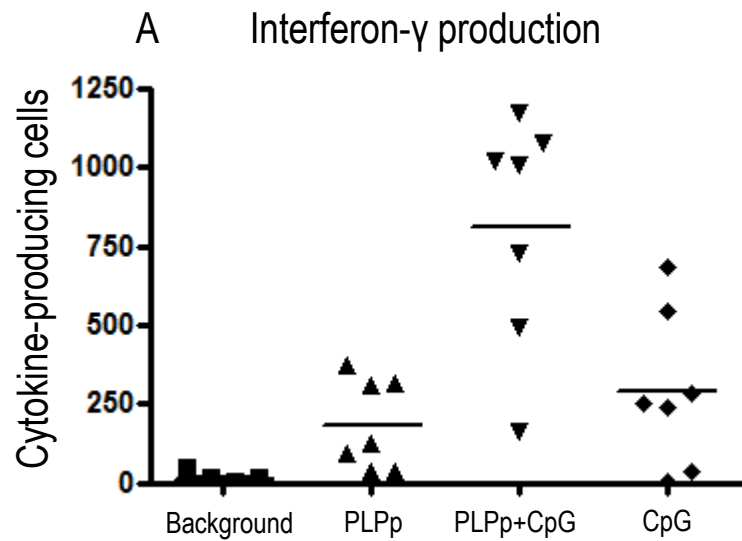 A Interferon-γ production
Cytokine-producing cells
1250
1000
750
500
250
0
Background PLPp PLPp+CpG CpG